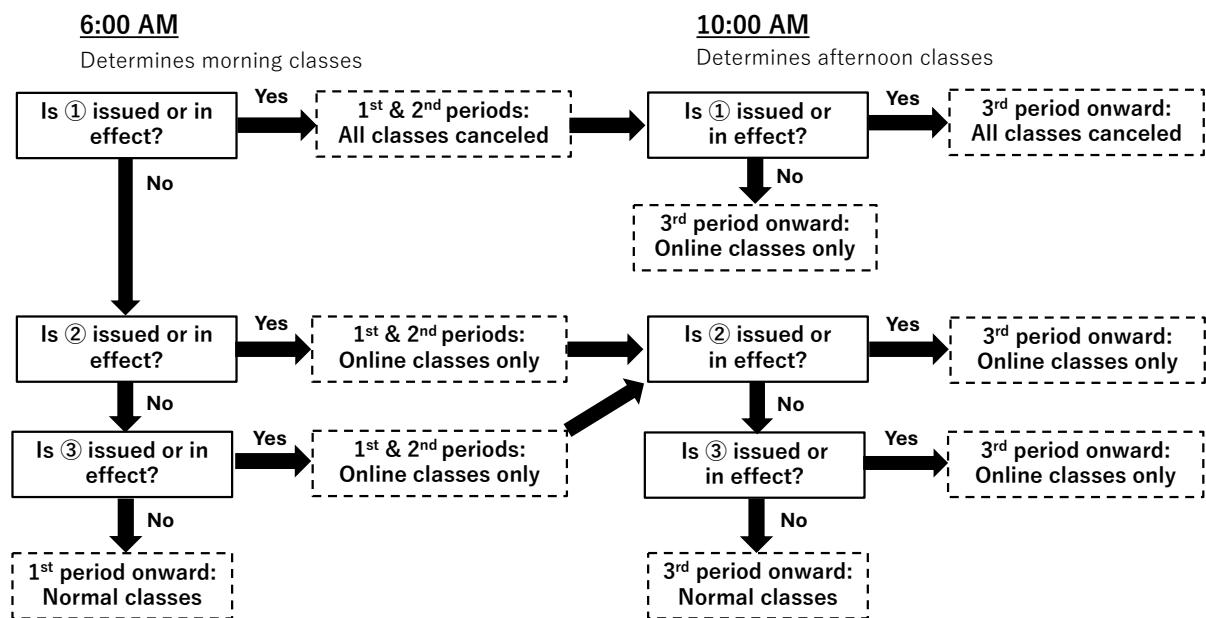 6:00 AM
Determines morning classes
10:00 AM
Determines afternoon classes
Is ① issued or in
effect?
Yes
1st & 2nd periods:
All classes canceled
Is ① issued or
in effect?
Yes
3rd period onward:
All classes canceled
No
No
3rd period onward:
Online classes only
Is ② issued or in
effect?
Yes
1st & 2nd periods:
Online classes only
Is ② issued or
in effect?
Yes
3rd period onward:
Online classes only
No
No
Is ③ issued or in
effect?
Yes
1st & 2nd periods:
Online classes only
Is ③ issued or
in effect?
Yes
3rd period onward:
Online classes only
No
No
1st period onward:
Normal classes
3rd period onward:
Normal classes